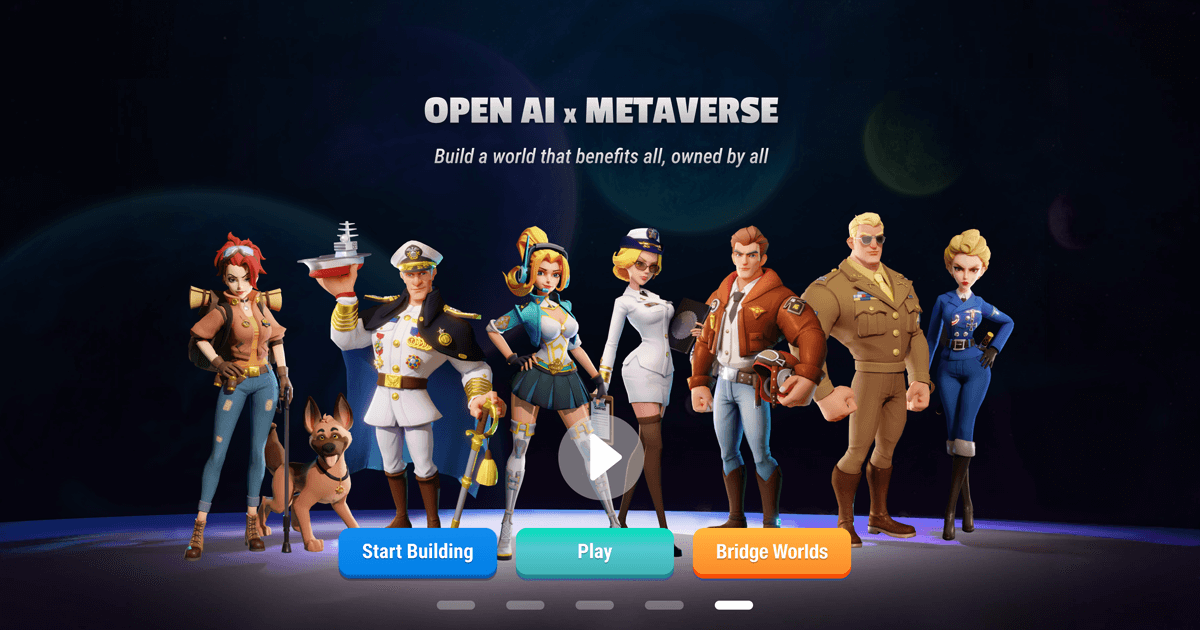 OPEN AI x METAVERSE
Build a world that benefits all, owned by all
Start Building
Play
Bridge Worlds